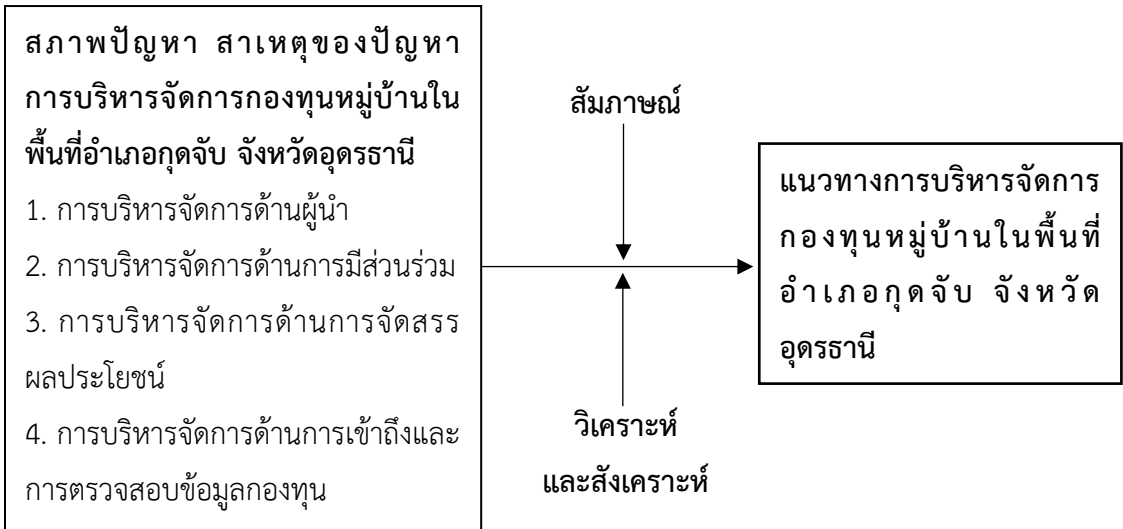 สภาพปัญหา สาเหตุของปัญหา
การบริหารจัดการกองทุนหมู่บ้านใน
พื้นที่อำเภอกุดจับ จังหวัดอุดรธานี
1. การบริหารจัดการด้านผู้นำ
2. การบริหารจัดการด้านการมีส่วนร่วม
3. การบริหารจัดการด้านการจัดสรร
ผลประโยชน์
4. การบริหารจัดการด้านการเข้าถึงและ
การตรวจสอบข้อมูลกองทุน
สัมภาษณ์
วิเคราะห์
และสังเคราะห์
แนวทางการบริหารจัดการ
กองทุนหมู่บ้านในพื้นที่
อำเภอกุดจับ จังหวัด
อุดรธานี